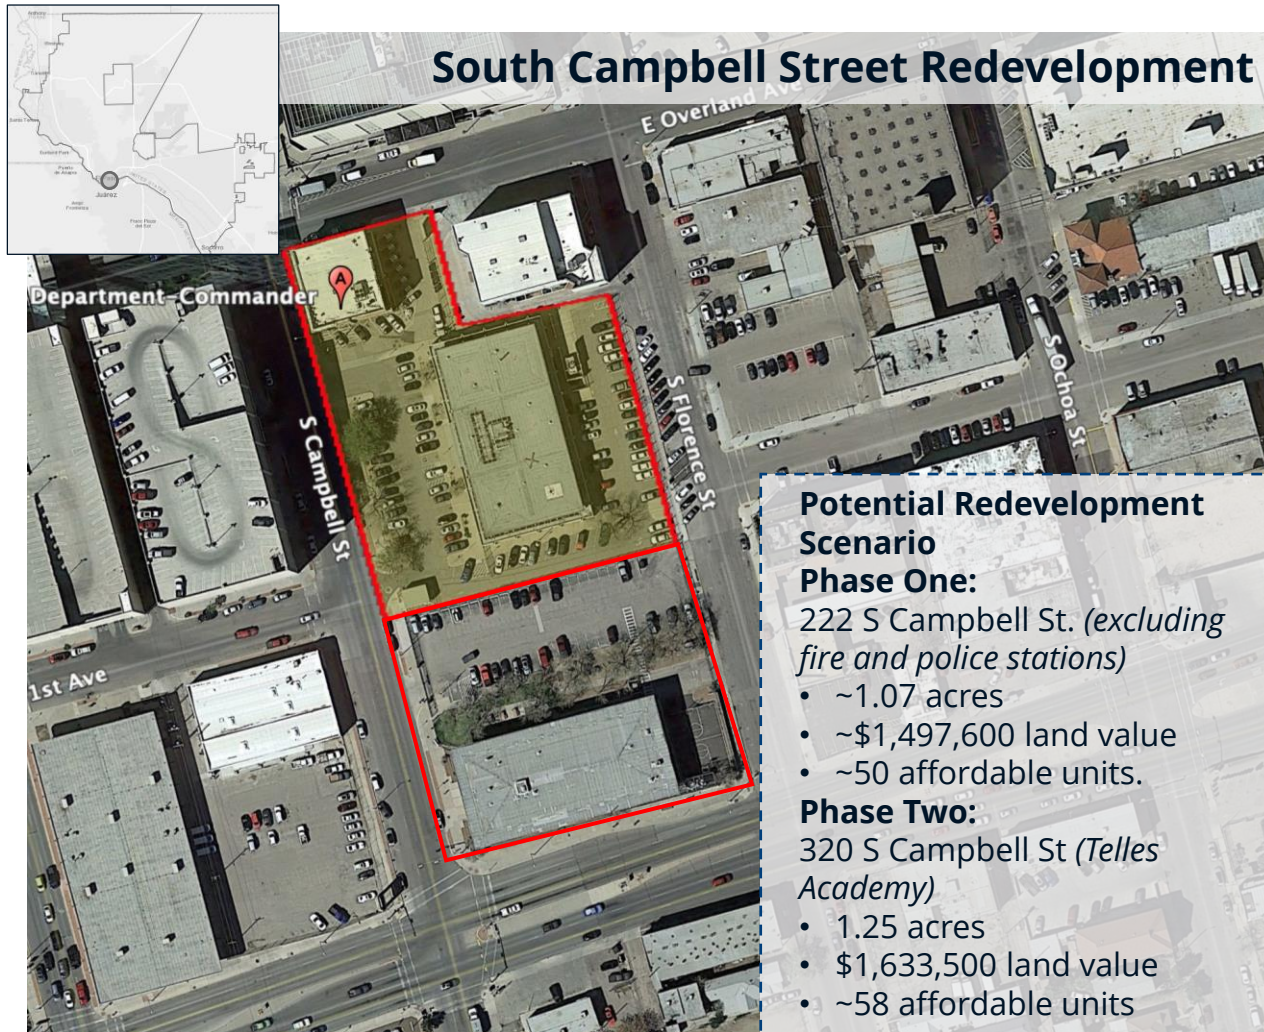 South Campbell Street Redevelopment
E Overland Ave
Department-Commander
S Campbell St
S Florence St
S Ochoa St
1st Ave
A
Juárez
Socorro
Potential Redevelopment
Scenario
Phase One:
222 S Campbell St. (excluding
fire and police stations)
• ~1.07 acres
• ~$1,497,600 land value
• ~50 affordable units.
Phase Two:
320 S Campbell St (Telles
Academy)
• 1.25 acres
• $1,633,500 land value
• ~58 affordable units